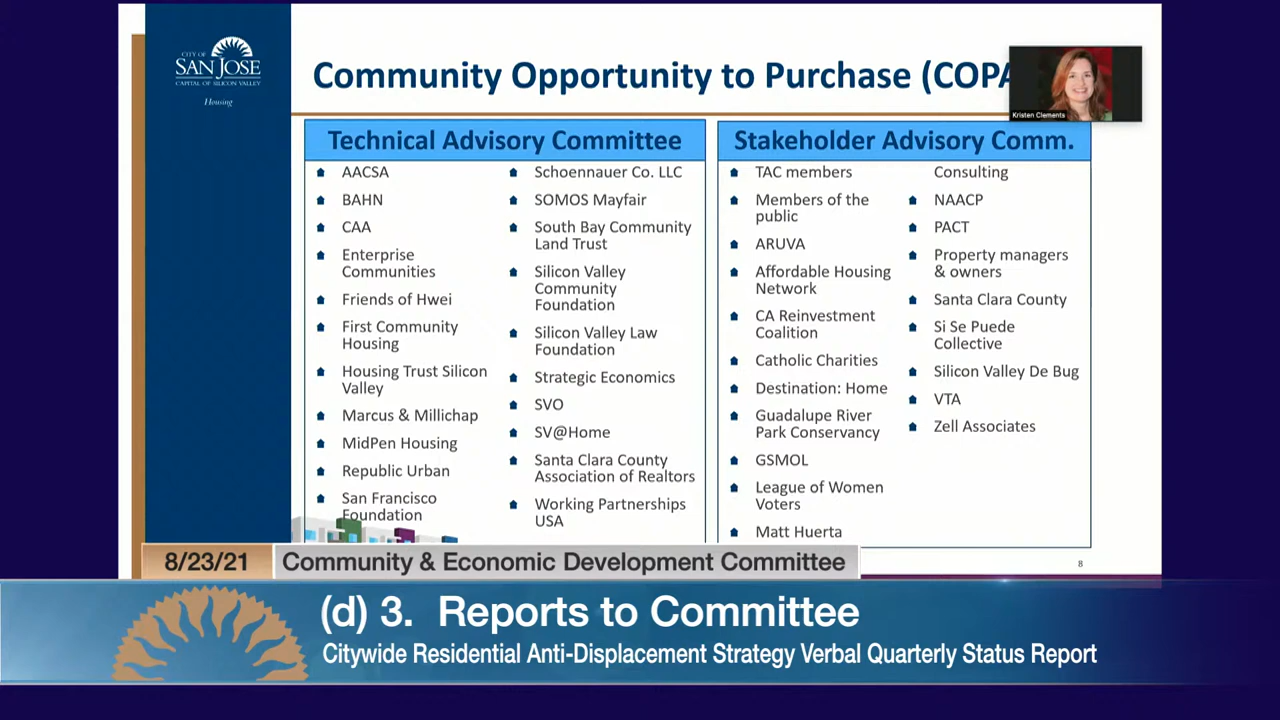 CITY OF
SAN JOSE
CAPITAL OF SILICON VALLEY
Housing
Community Opportunity to Purchase (COPA
Kristen Clements
Technical Advisory Committee
AACSA
BAHN
CAA
Enterprise
Communities
Friends of Hwei
First Community
Housing
Housing Trust Silicon
Valley
Marcus & Millichap
MidPen Housing
Republic Urban
San Francisco
Foundation
Schoennauer Co. LLC
SOMOS Mayfair
South Bay Community
Land Trust
Silicon Valley
Community
Foundation
Silicon Valley Law
Foundation
Strategic Economics
SVO
SV@Home
Santa Clara County
Association of Realtors
Working Partnerships
USA
Stakeholder Advisory Comm.
TAC members
Members of the
public
ARUVA
Affordable Housing
Network
CA Reinvestment
Coalition
Catholic Charities
Destination: Home
Guadalupe River
Park Conservancy
GSMOL
League of Women
Voters
Matt Huerta
Consulting
NAACP
PACT
Property managers
& owners
Santa Clara County
Si Se Puede
Collective
Silicon Valley De Bug
VTA
Zell Associates
8
8/23/21
Community & Economic Development Committee
(d) 3. Reports to Committee
Citywide Residential Anti-Displacement Strategy Verbal Quarterly Status Report